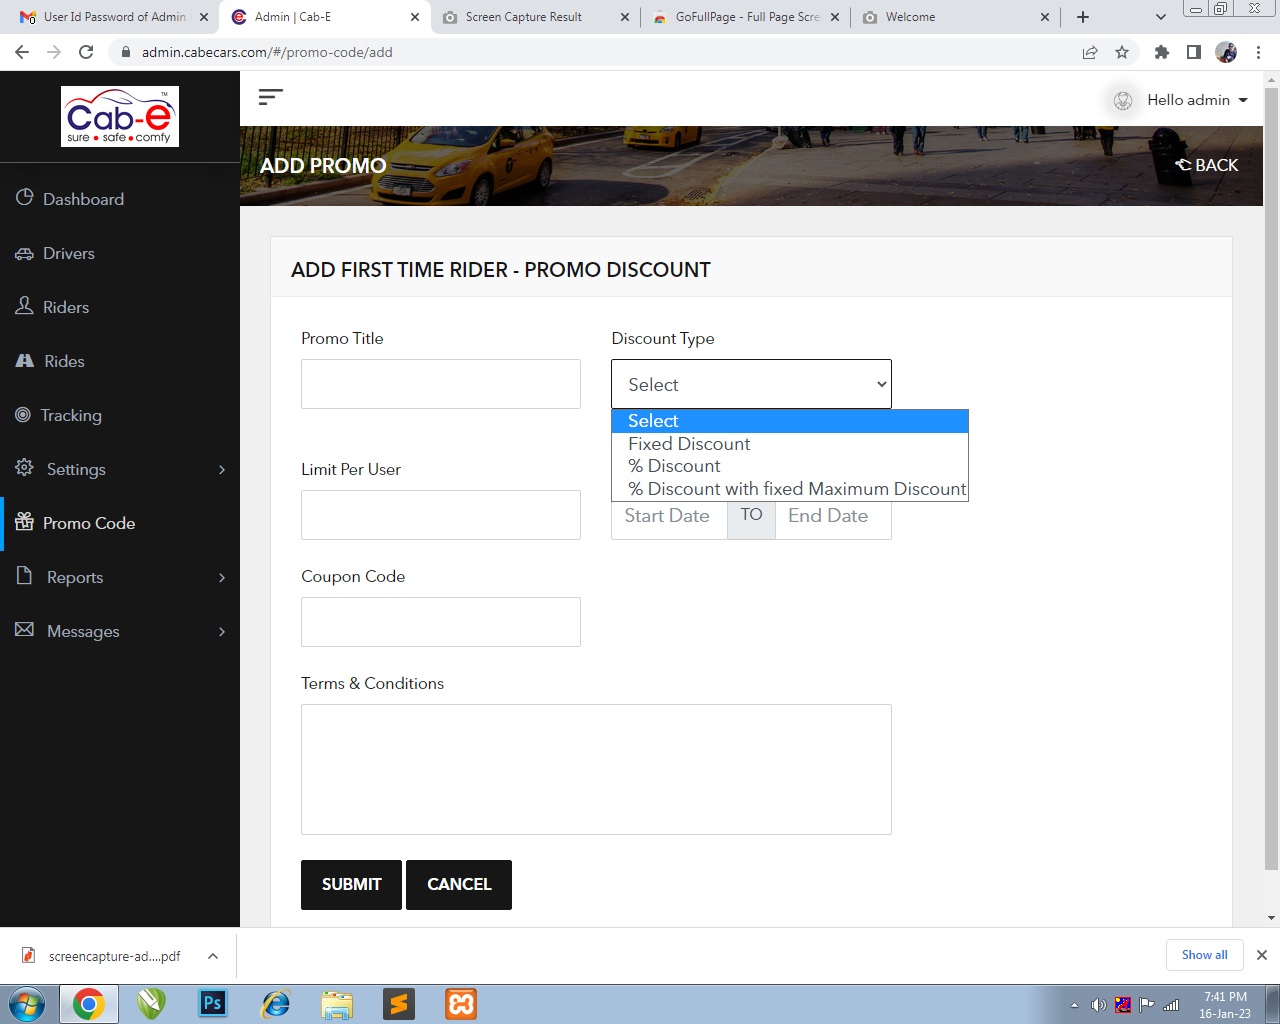 User Id Password of Admin
Admin | Cab-E
Screen Capture Result
GoFullPage - Full Page Scre
Welcome
admin.cabecars.com/#/promo-code/add
Cab-e
TM
sure • safe • comfy
Hello admin
ADD PROMO
BACK
Dashboard
Drivers
Riders
Rides
Tracking
Settings
Promo Code
Reports
Messages
ADD FIRST TIME RIDER - PROMO DISCOUNT
Promo Title
Discount Type
Select
Select
Fixed Discount
% Discount
% Discount with fixed Maximum Discount
Limit Per User
Start Date TO End Date
Coupon Code
Terms & Conditions
SUBMIT
CANCEL
screencapture-ad....pdf
Show all
Ps
7:41 PM
16-Jan-23